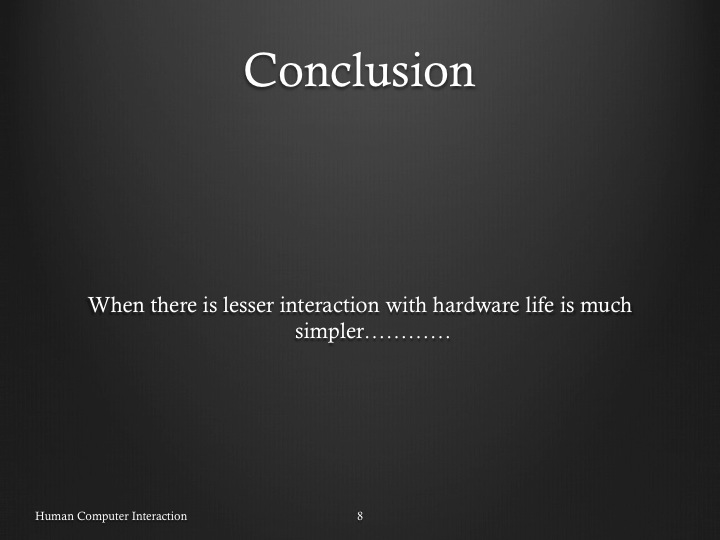 Conclusion
When there is lesser interaction with hardware life is much
simpler…………
Human Computer Interaction
8